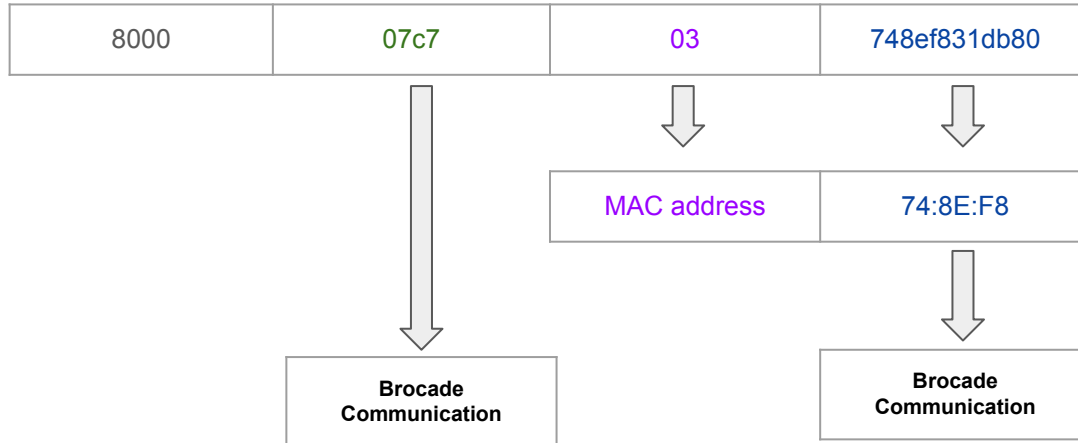 8000 07c7 03 748ef831db80
MAC address 74:8E:F8
Brocade
Communication
Brocade
Communication